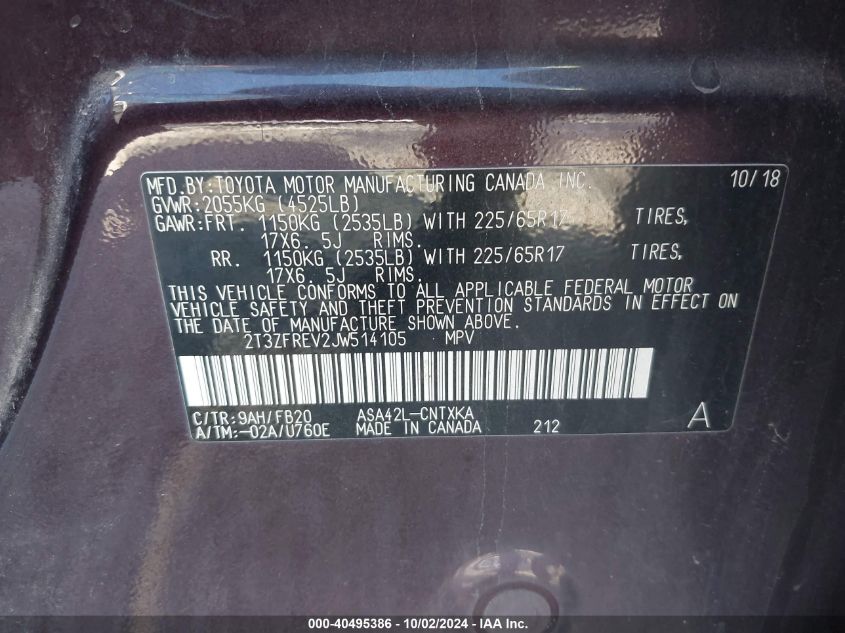 MFD.BY:TOYOTA MOTOR MANUFACTURING CANADA INC. 10/18
GVWR:2055KG (4525LB)
GAWR:FRT. 1150KG (2535LB) WITH 225/65R17 TIRES,
17X6.5J RIMS.
RR. 1150KG (2535LB) WITH 225/65R17 TIRES,
17X6.5J RIMS.
THIS VEHICLE CONFORMS TO ALL APPLICABLE FEDERAL MOTOR
VEHICLE SAFETY AND THEFT PREVENTION STANDARDS IN EFFECT ON
THE DATE OF MANUFACTURE SHOWN ABOVE.
2T3ZFREV2JW514105 MPV
C/TR:9AH/FB20 ASA42L-CNTXKA
A/TM:-02A/U760E MADE IN CANADA 212 A
000-40495386 - 10/02/2024 - IAA Inc.